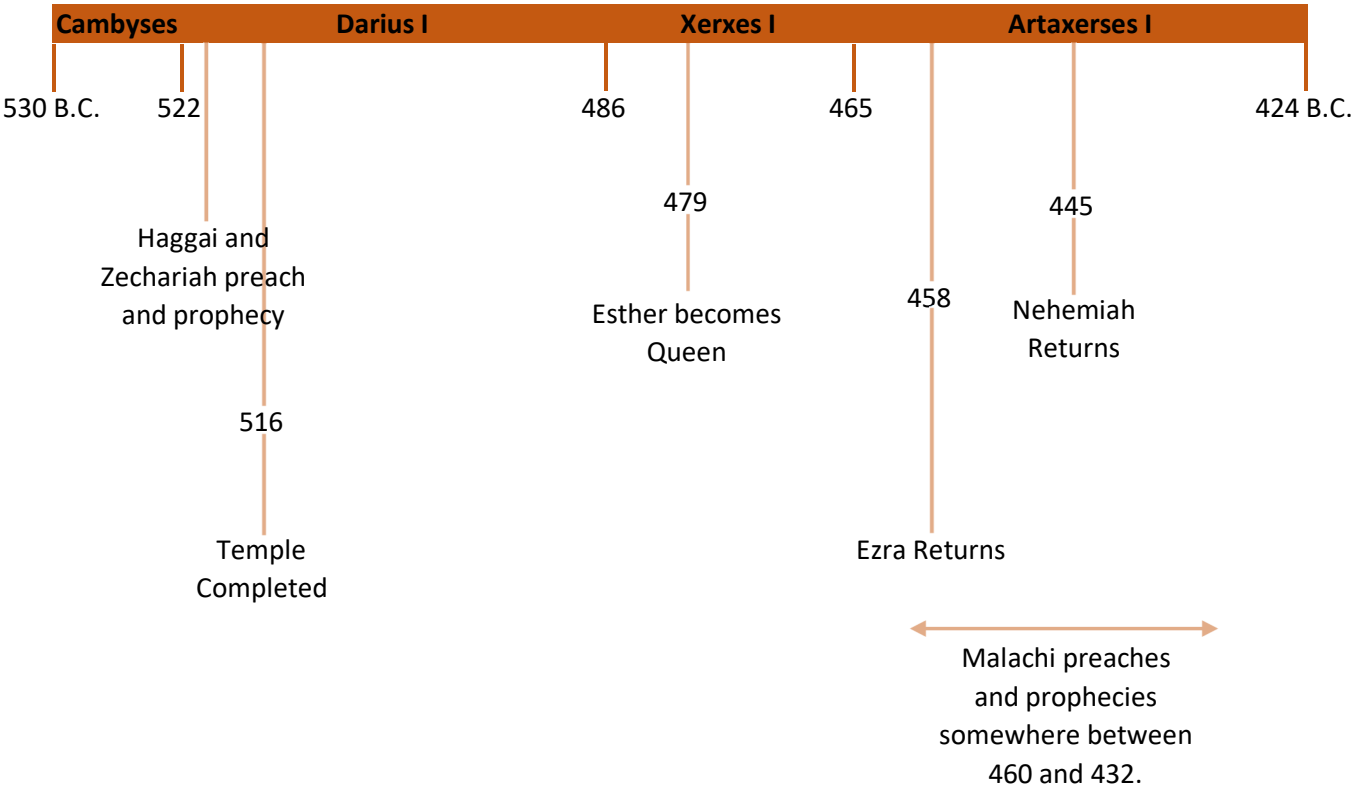 Cambyses Darius I Xerxes I Artaxerses I
530 B.C. 522 486 465 424 B.C.
479 445
Haggai and
Zechariah preach
and prophecy
458
Esther becomes
Queen
Nehemiah
Returns
516
Temple
Completed
Ezra Returns
Malachi preaches
and prophecies
somewhere between
460 and 432.